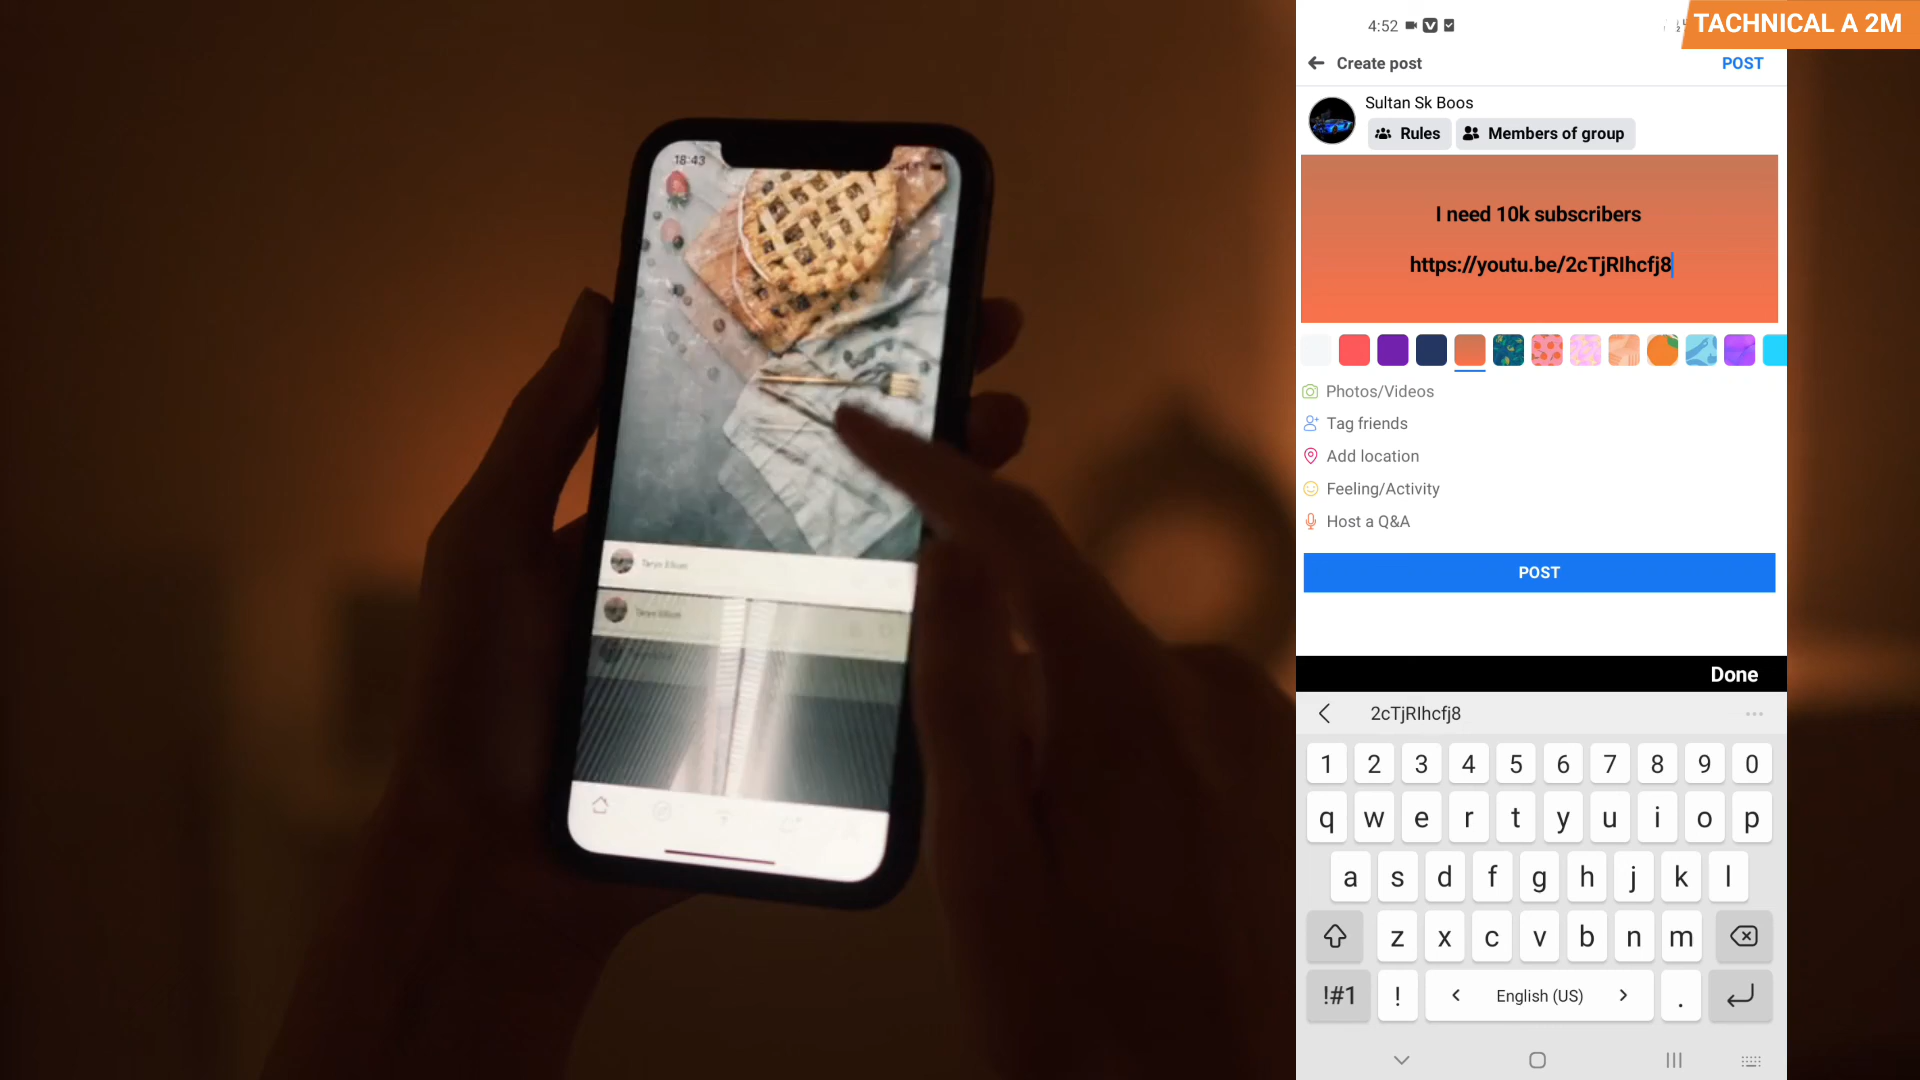 TACHNICAL A 2M
4:52
Create post
POST
Sultan Sk Boos
Rules
Members of group
I need 10k subscribers
https://youtu.be/2cTjRIhcfj8
Photos/Videos
Tag friends
Add location
Feeling/Activity
Host a Q&A
POST
Done
2cTjRIhcfj8
1 2 3 4 5 6 7 8 9 0
q w e r t y u i o p
a s d f g h j k l
z x c v b n m
!#1 ! English (US) .
18:43